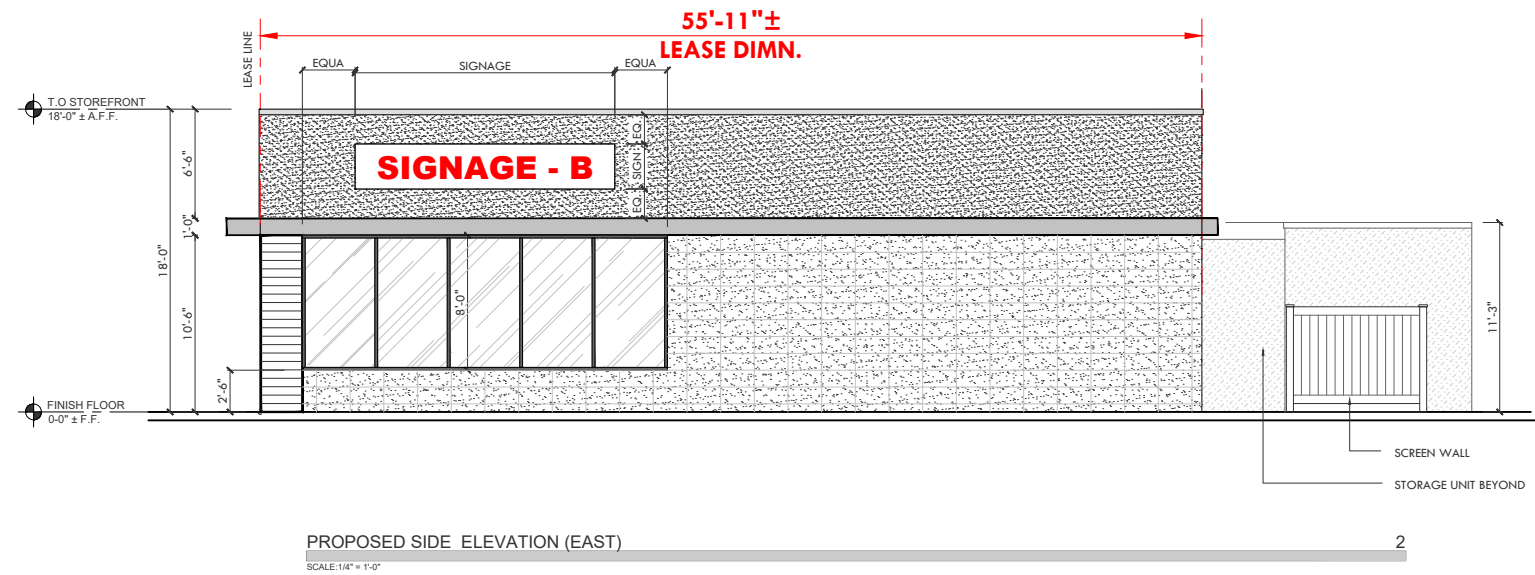 55'-11"±
LEASE DIMN.
LEASE LINE
EQUA
SIGNAGE
EQUA
T.O STOREFRONT
18'-0" ± A.F.F.
EQ.
SIGN
EQ.
6'-6"
SIGNAGE - B
1'-0"
18'-0"
10'-6"
8'-0"
2'-6"
11'-3"
FINISH FLOOR
0-0" ± F.F.
SCREEN WALL
STORAGE UNIT BEYOND
PROPOSED SIDE ELEVATION (EAST)
2
SCALE:1/4" = 1'-0"